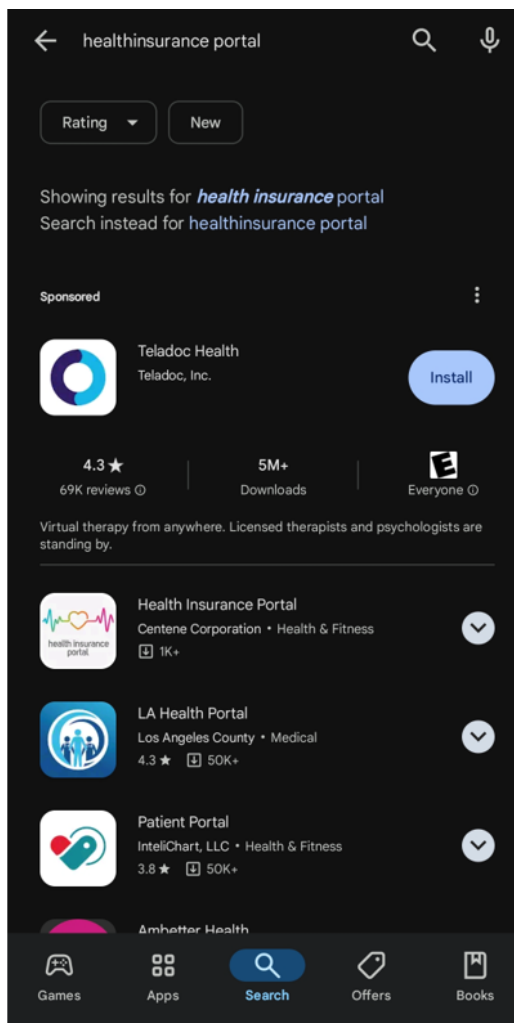 healthinsurance portal
Rating
New
Showing results for health insurance portal
Search instead for healthinsurance portal
Sponsored
Teladoc Health
Teladoc, Inc.
Install
4.3★
69K reviews
5M+
Downloads
E
Everyone
Virtual therapy from anywhere. Licensed therapists and psychologists are
standing by.
health insurance
portal
Health Insurance Portal
Centene Corporation • Health & Fitness
1K+
LA Health Portal
Los Angeles County • Medical
4.3★ 50K+
Patient Portal
InteliChart, LLC • Health & Fitness
3.8★ 50K+
Ambetter Health
Games
Apps
Search
Offers
Books